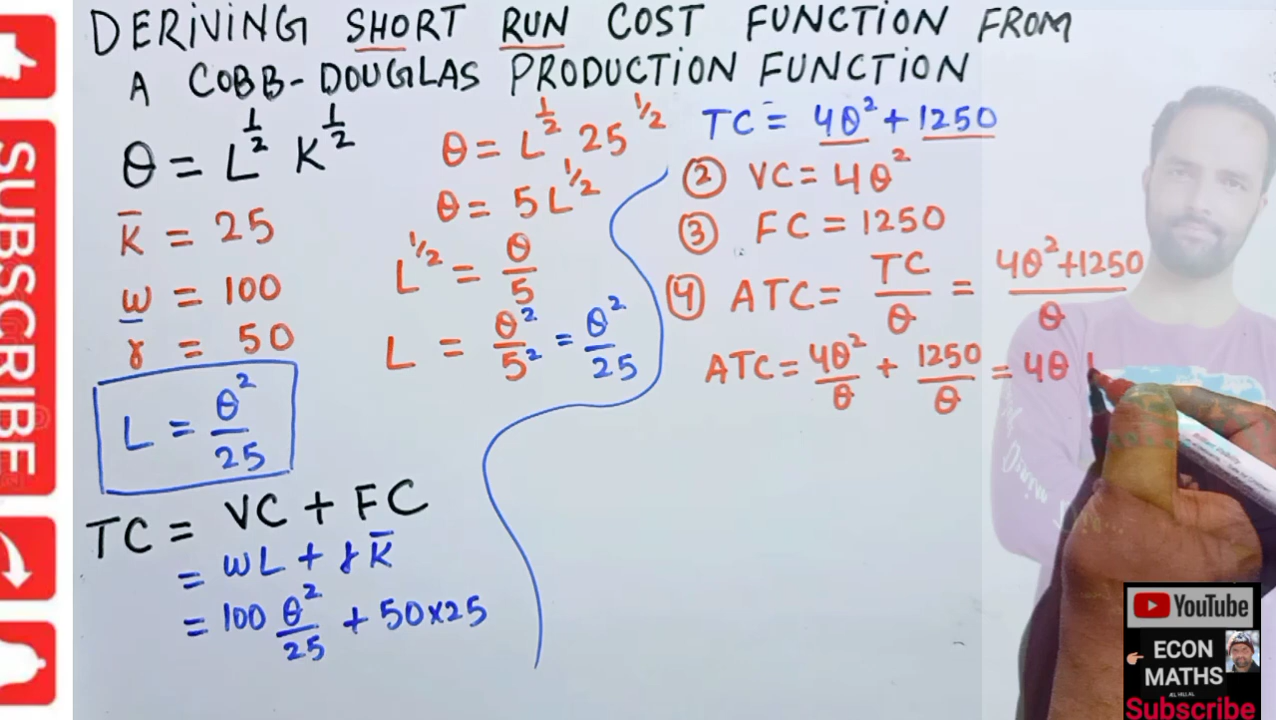 DERIVING SHORT RUN COST FUNCTION FROM
A COBB-DOUGLAS PRODUCTION FUNCTION
θ = L^1/2 K^1/2
K̄ = 25
w = 100
r = 50
L = θ²/25
TC = VC + FC
= wL + rK̄
= 100 θ²/25 + 50×25
θ = L^1/2 25^1/2
θ = 5L^1/2
L^1/2 = θ/5
L = θ²/5² = θ²/25
TC = 4θ² + 1250
② VC = 4θ²
③ FC = 1250
④ ATC = TC/θ = 4θ²+1250/θ
ATC = 4θ²/θ + 1250/θ = 4θ
SUBSCRIBE
YouTube
ECON
MATHS
Subscribe